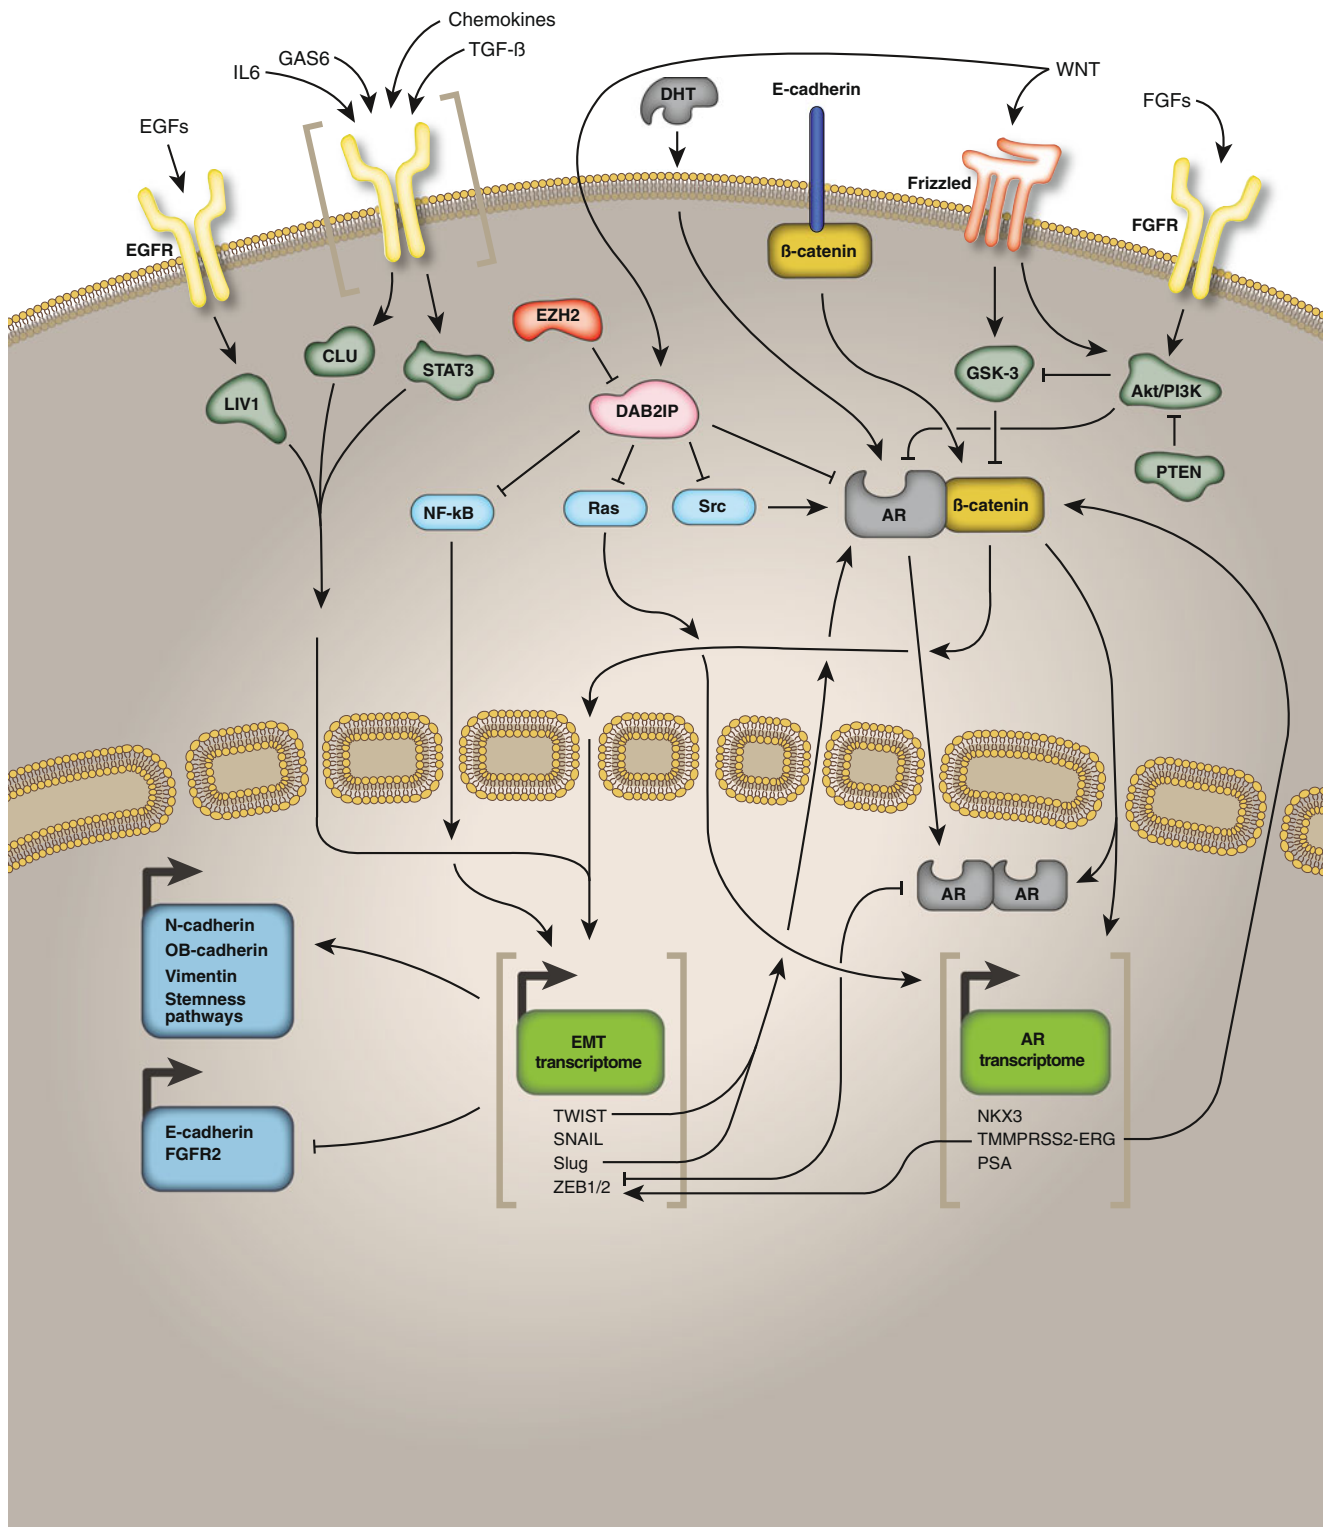 Chemokines
TGF-ß
GAS6
IL6
WNT
DHT
E-cadherin
FGFs
EGFs
Frizzled
FGFR
EGFR
ß-catenin
EZH2
CLU
STAT3
GSK-3
Akt/PI3K
LIV1
DAB2IP
PTEN
NF-kB
Ras
Src
AR
ß-catenin
AR
AR
N-cadherin
OB-cadherin
Vimentin
Stemness
pathways
EMT
transcriptome
AR
transcriptome
E-cadherin
FGFR2
TWIST
SNAIL
Slug
ZEB1/2
NKX3
TMMPRSS2-ERG
PSA